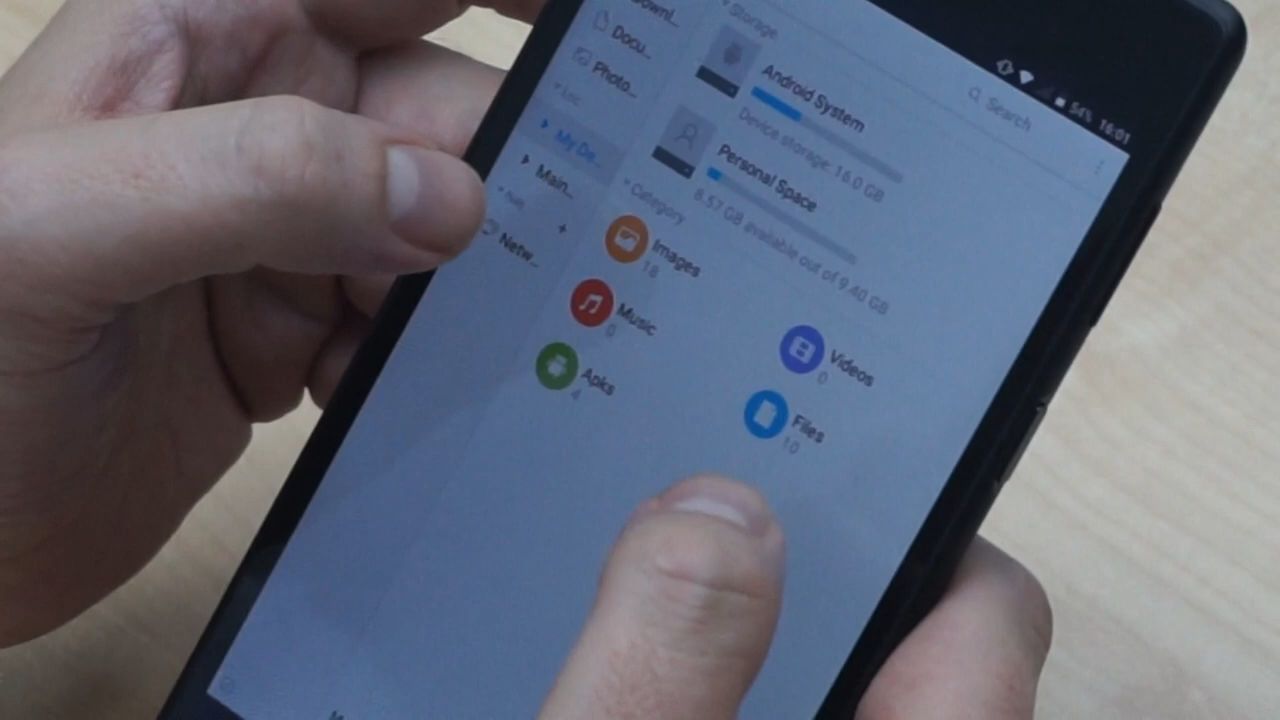 54% 16:01
Search
Docu...
Photo...
My De...
Main...
Netw...
Storage
Android System
Device storage: 16.0 GB
Personal Space
8.57 GB available out of 9.40 GB
Category
Images
18
Music
0
Apks
4
Videos
0
Files
10